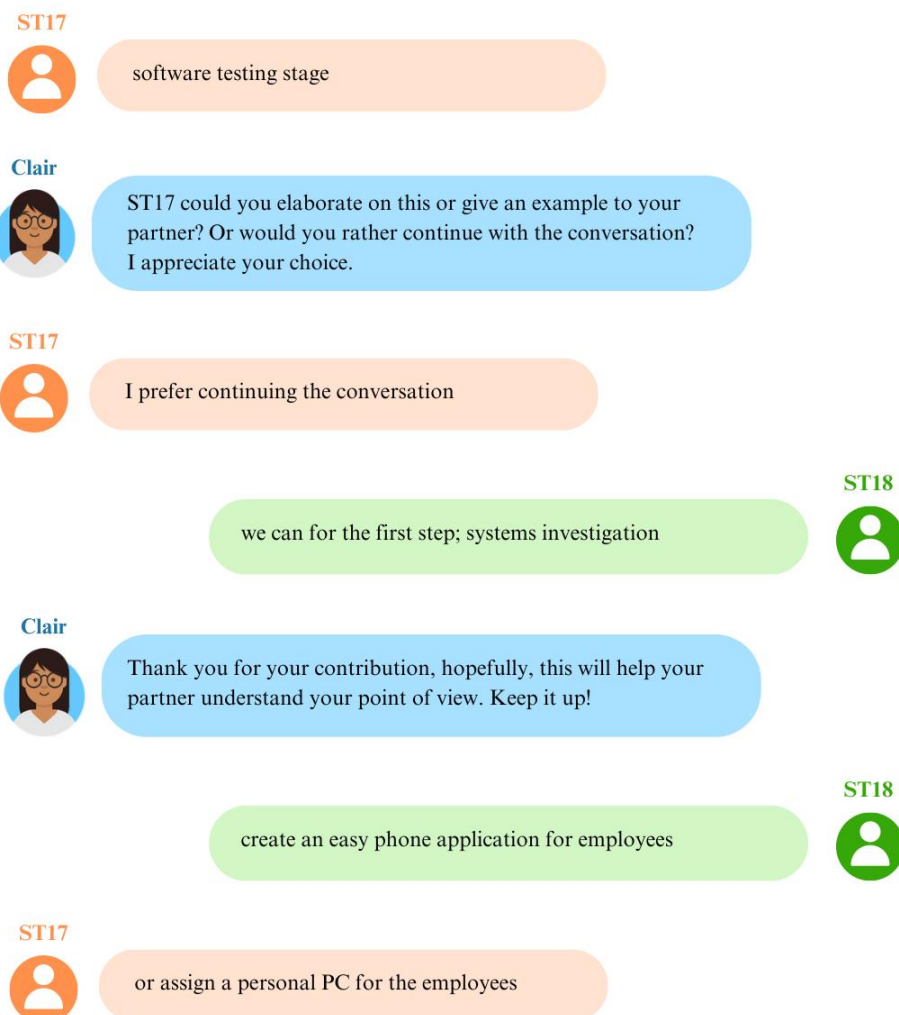 ST17
software testing stage
Clair
ST17 could you elaborate on this or give an example to your
partner? Or would you rather continue with the conversation?
I appreciate your choice.
ST17
I prefer continuing the conversation
ST18
we can for the first step; systems investigation
Clair
Thank you for your contribution, hopefully, this will help your
partner understand your point of view. Keep it up!
ST18
create an easy phone application for employees
ST17
or assign a personal PC for the employees